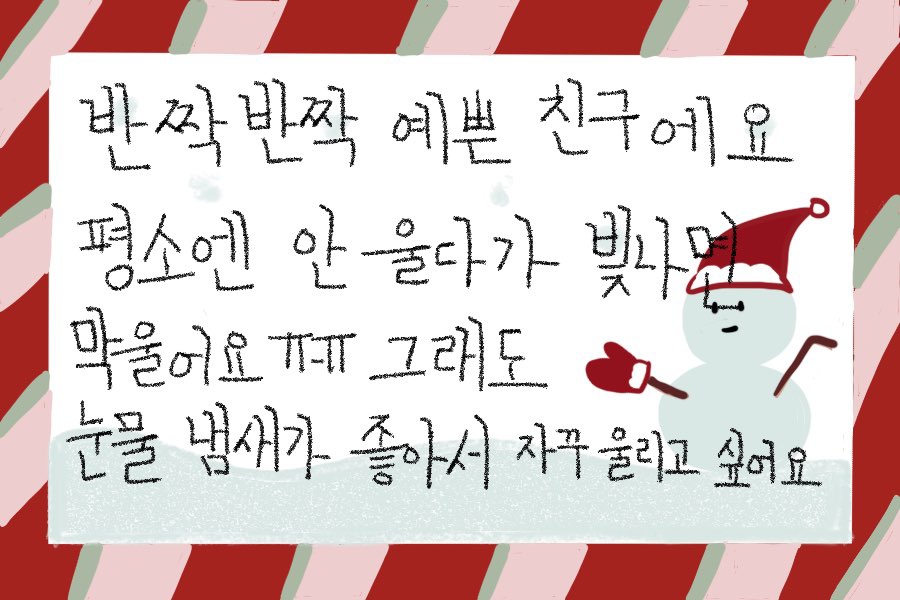 반짝반짝 예쁜 친구에요
평소엔 안 울다가 빛나면
막울어요 ㅠㅠ 그래도
눈물 냄새가 좋아서 자꾸 울리고 싶어요